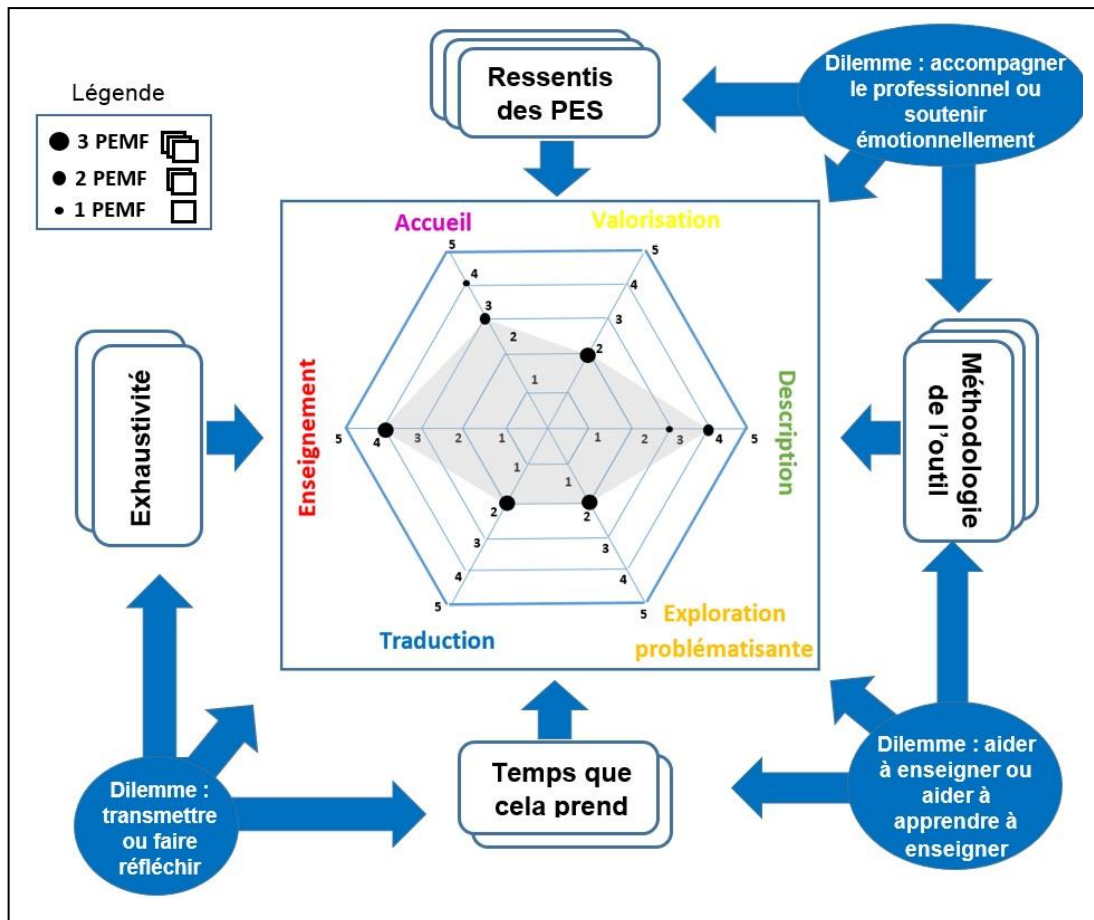 Légende
3 PEMF
2 PEMF
1 PEMF
Ressentis
des PES
Dilemme : accompagner
le professionnel ou
soutenir
émotionnellement
Accueil
Valorisation
5
5
4
4
3
3
2
2
1
Enseignement
Description
5
4
3
2
1
1
2
3
4
5
1
1
2
2
3
3
4
4
5
5
Traduction
Exploration
problématisante
Exhaustivité
Méthodologie
de l'outil
Temps que
cela prend
Dilemme :
transmettre
ou faire
réfléchir
Dilemme : aider
à enseigner ou
aider à
apprendre à
enseigner